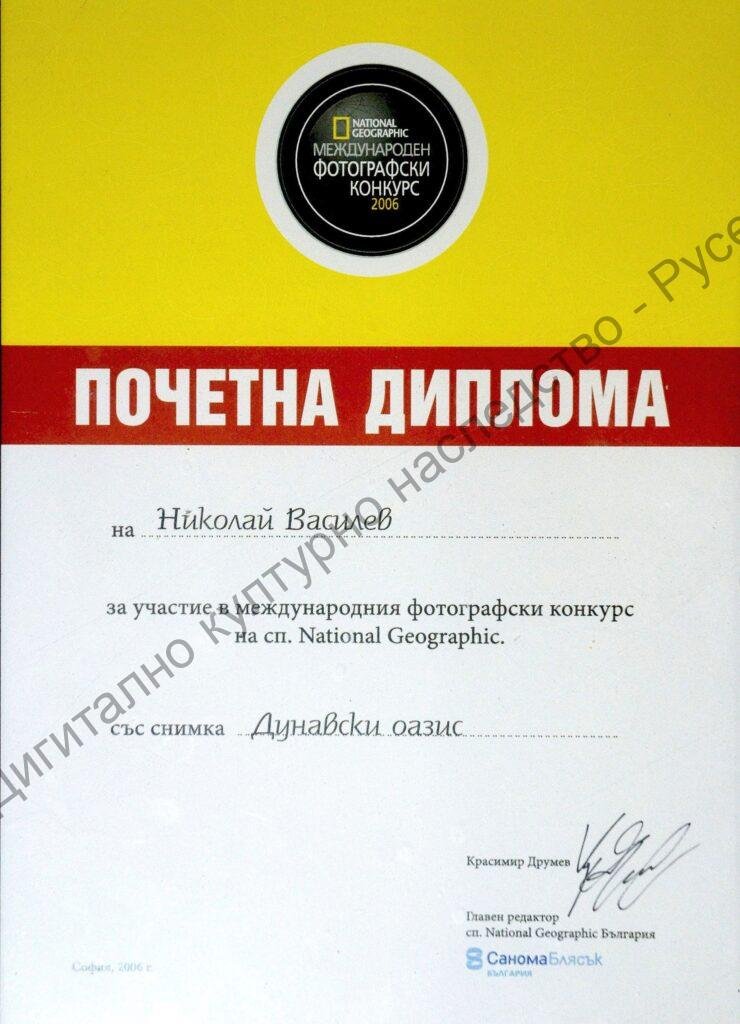 NATIONAL
GEOGRAPHIC
МЕЖДУНАРОДЕН
ФОТОГРАФСКИ
КОНКУРС
2006
ПОЧЕТНА ДИПЛОМА
на Николай Василев
за участие в международния фотографски конкурс
на сп. National Geographic.
със снимка Дунавски оазис
Красимир Друмев
Главен редактор
сп. National Geographic България
СаномаБлясък
БЪЛГАРИЯ
София, 2006 г.
Дигитално културно наследство - Русе